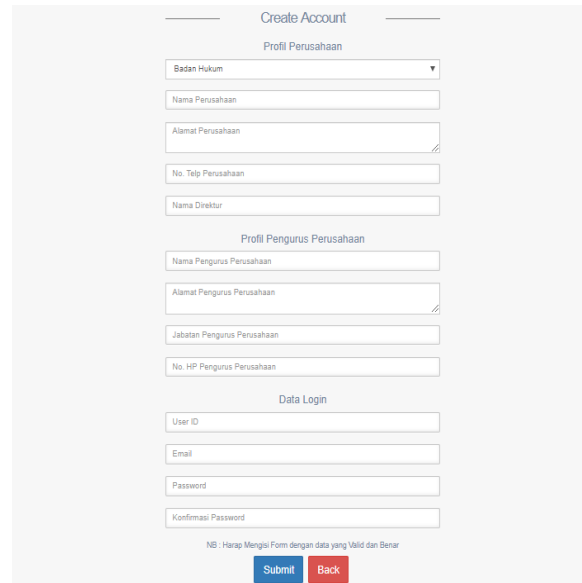 Create Account
Profil Perusahaan
Badan Hukum
Nama Perusahaan
Alamat Perusahaan
No. Telp Perusahaan
Nama Direktur
Profil Pengurus Perusahaan
Nama Pengurus Perusahaan
Alamat Pengurus Perusahaan
Jabatan Pengurus Perusahaan
No. HP Pengurus Perusahaan
Data Login
User ID
Email
Password
Konfirmasi Password
NB : Harap Mengisi Form dengan data yang Valid dan Benar
Submit Back